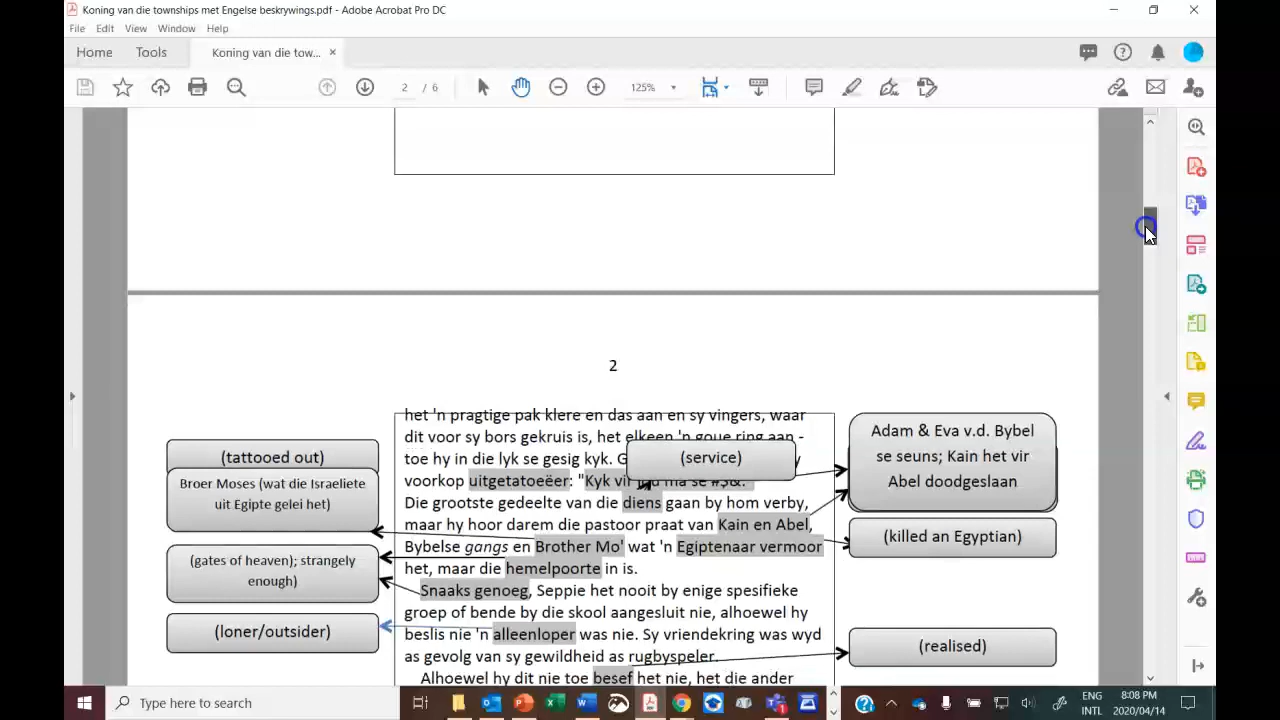 Koning van die townships met Engelse beskrywings.pdf - Adobe Acrobat Pro DC
File Edit View Window Help
Home Tools Koning van die tow... ×
2 / 6 125%
2
het 'n pragtige pak klere en das aan en sy vingers, waar
dit voor sy bors gekruis is, het elkeen 'n goue ring aan -
toe hy in die lyk se gesig kyk. G
voorkop uitgetatoeëer: "Kyk vir
Die grootste gedeelte van die diens gaan by hom verby,
maar hy hoor darem die pastoor praat van Kain en Abel,
Bybelse gangs en Brother Mo' wat 'n Egiptenaar vermoor
het, maar die hemelpoorte in is.
Snaaks genoeg, Seppie het nooit by enige spesifieke
groep of bende by die skool aangesluit nie, alhoewel hy
beslis nie 'n alleenloper was nie. Sy vriendekring was wyd
as gevolg van sy gewildheid as rugbyspeler.
Alhoewel hy dit nie toe besef het nie, het die ander
(tattooed out)
Broer Moses (wat die Israeliete
uit Egipte gelei het)
(gates of heaven); strangely
enough)
(loner/outsider)
(service)
Adam & Eva v.d. Bybel
se seuns; Kain het vir
Abel doodgeslaan
(killed an Egyptian)
(realised)
Type here to search
ENG
INTL
8:08 PM
2020/04/14